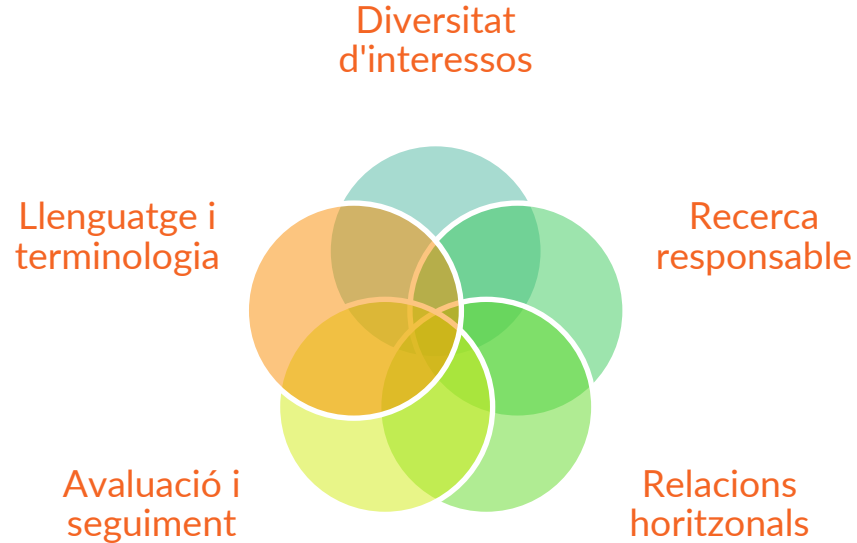 Diversitat
d'interessos
Llenguatge i
terminologia
Recerca
responsable
Avaluació i
seguiment
Relacions
horitzonals